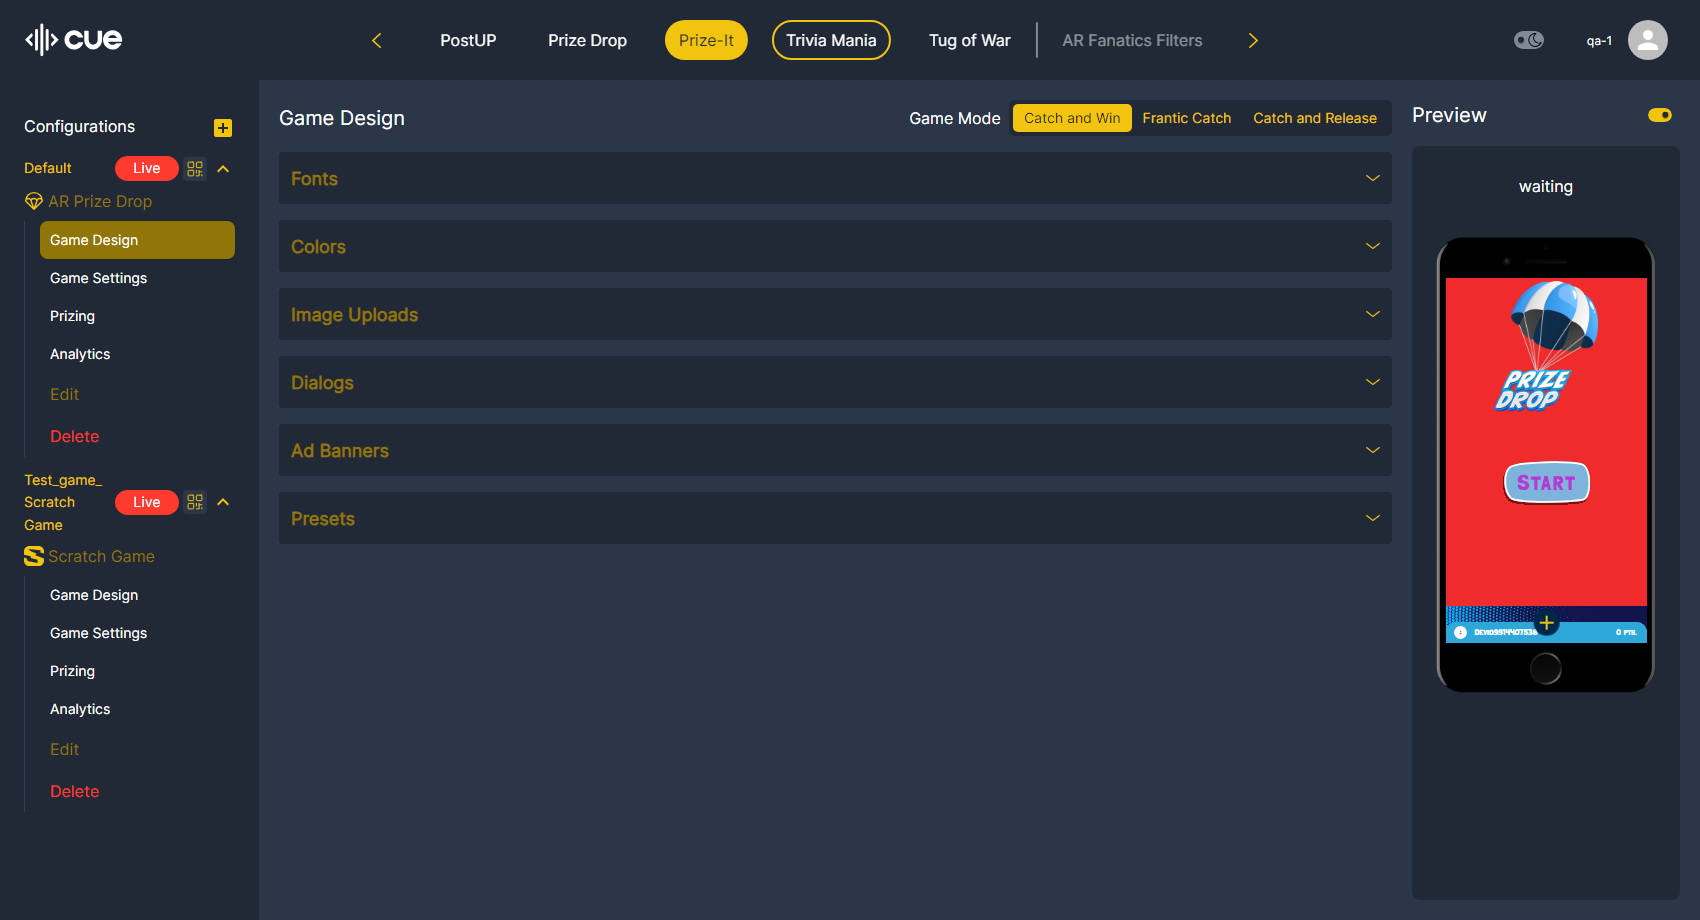 cue
PostUP
Prize Drop
Prize-It
Trivia Mania
Tug of War
AR Fanatics Filters
qa-1
Configurations
Default
Live
AR Prize Drop
Game Design
Game Settings
Prizing
Analytics
Edit
Delete
Test_game_
Scratch
Game
Live
Scratch Game
Game Design
Game Settings
Prizing
Analytics
Edit
Delete
Game Design
Game Mode
Catch and Win
Frantic Catch
Catch and Release
Fonts
Colors
Image Uploads
Dialogs
Ad Banners
Presets
Preview
waiting
PRIZE
DROP
START
0 PTS.